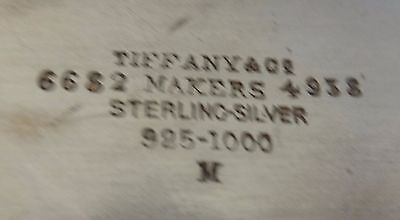 TIFFANY & Co
6682 MAKERS 4938
STERLING-SILVER
925-1000
M